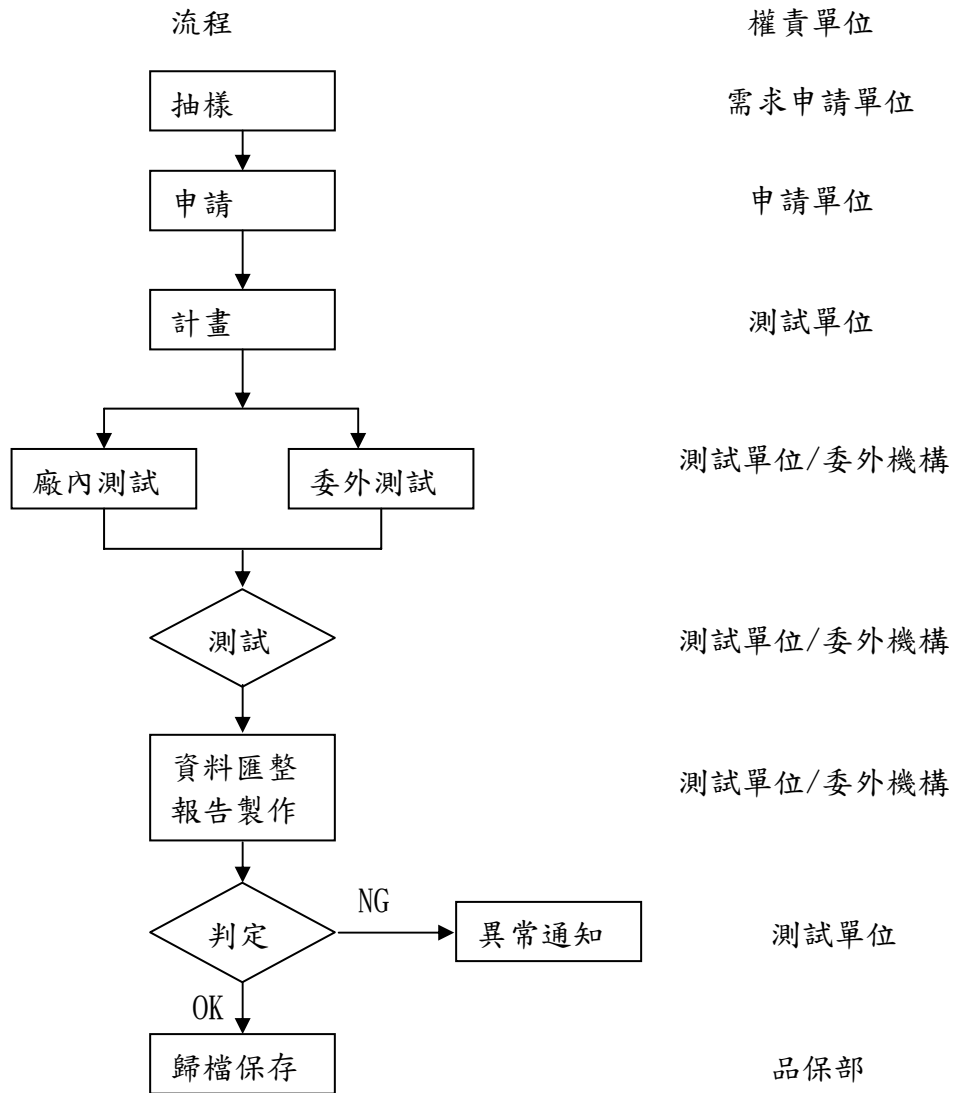 流程
權責單位
抽樣
需求申請單位
申請
申請單位
計畫
測試單位
廠內測試
委外測試
測試單位/委外機構
測試
測試單位/委外機構
資料匯整
報告製作
測試單位/委外機構
判定
NG
異常通知
測試單位
OK
歸檔保存
品保部